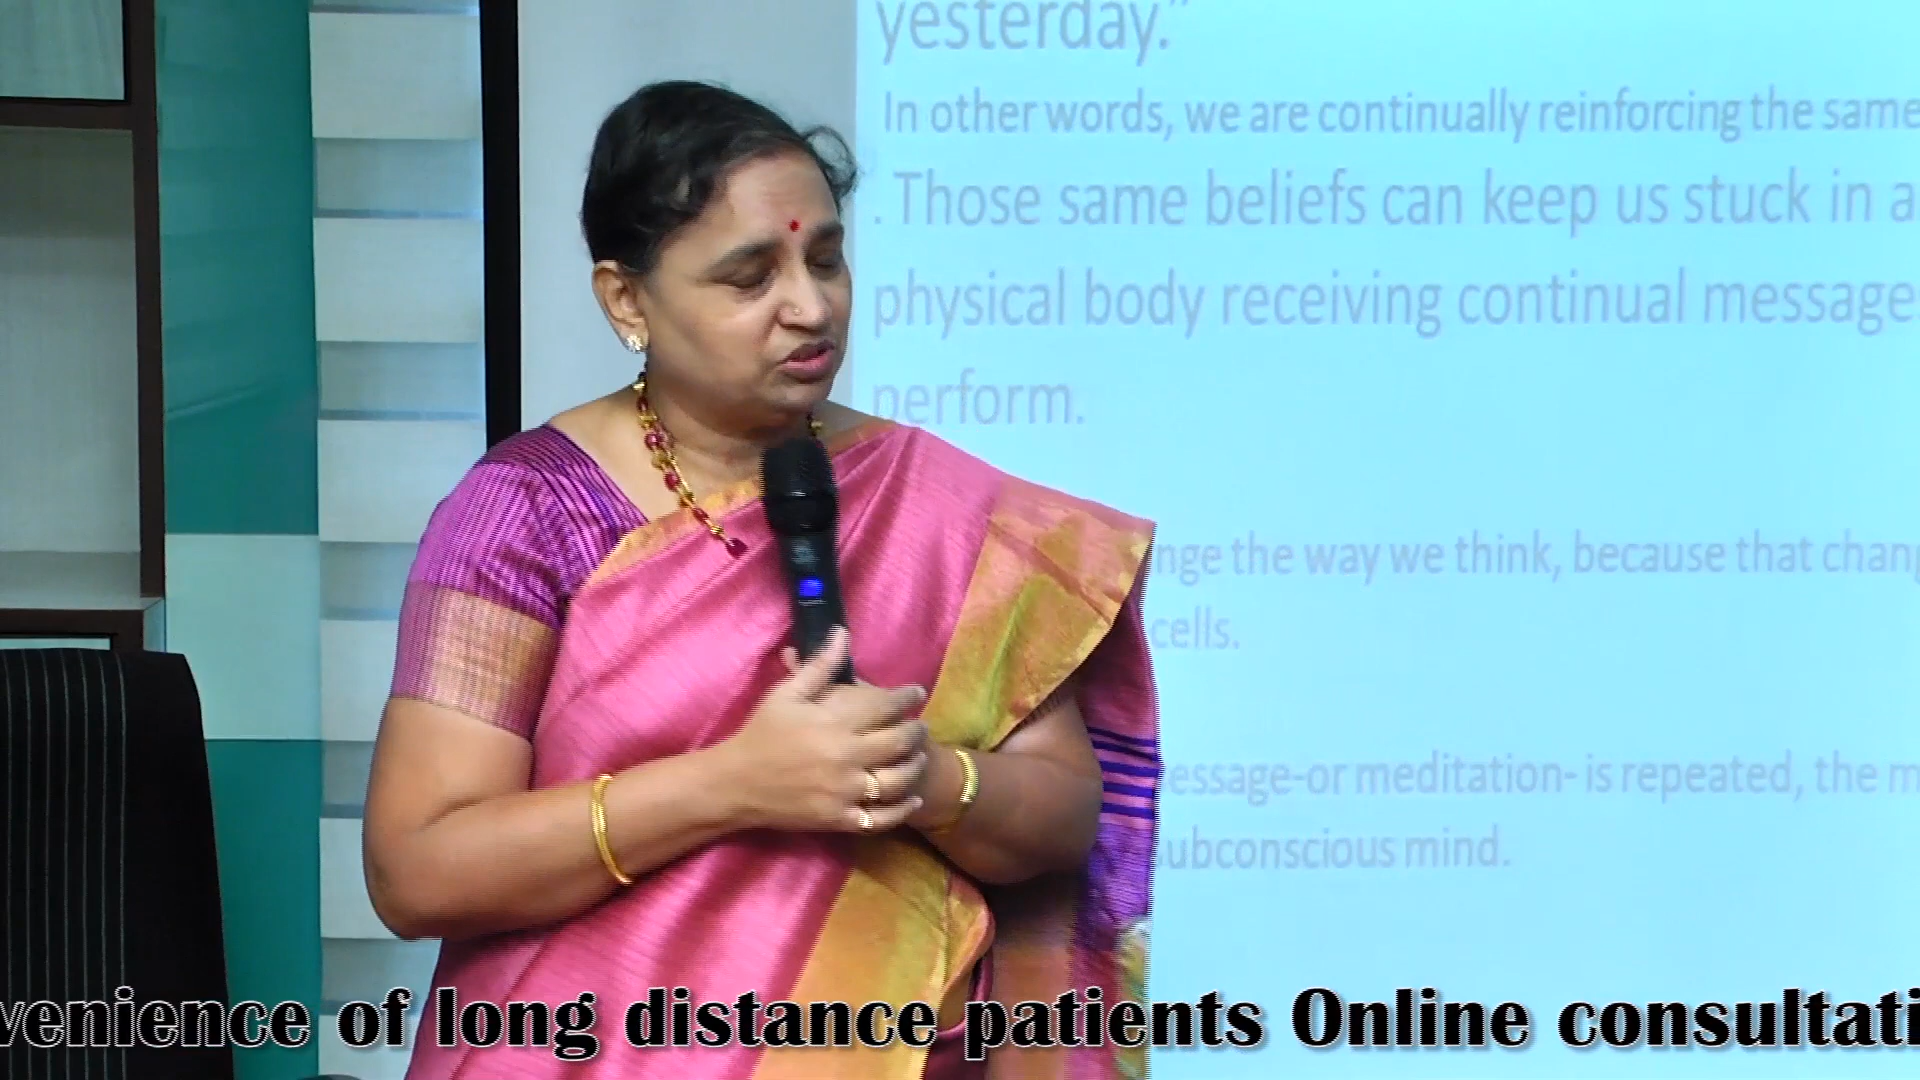 yesterday."
In other words, we are continually reinforcing the same
. Those same beliefs can keep us stuck in a
physical body receiving continual message
perform.
nge the way we think, because that chang
cells.
essage-or meditation- is repeated, the m
ubconscious mind.
venience of long distance patients Online consultati